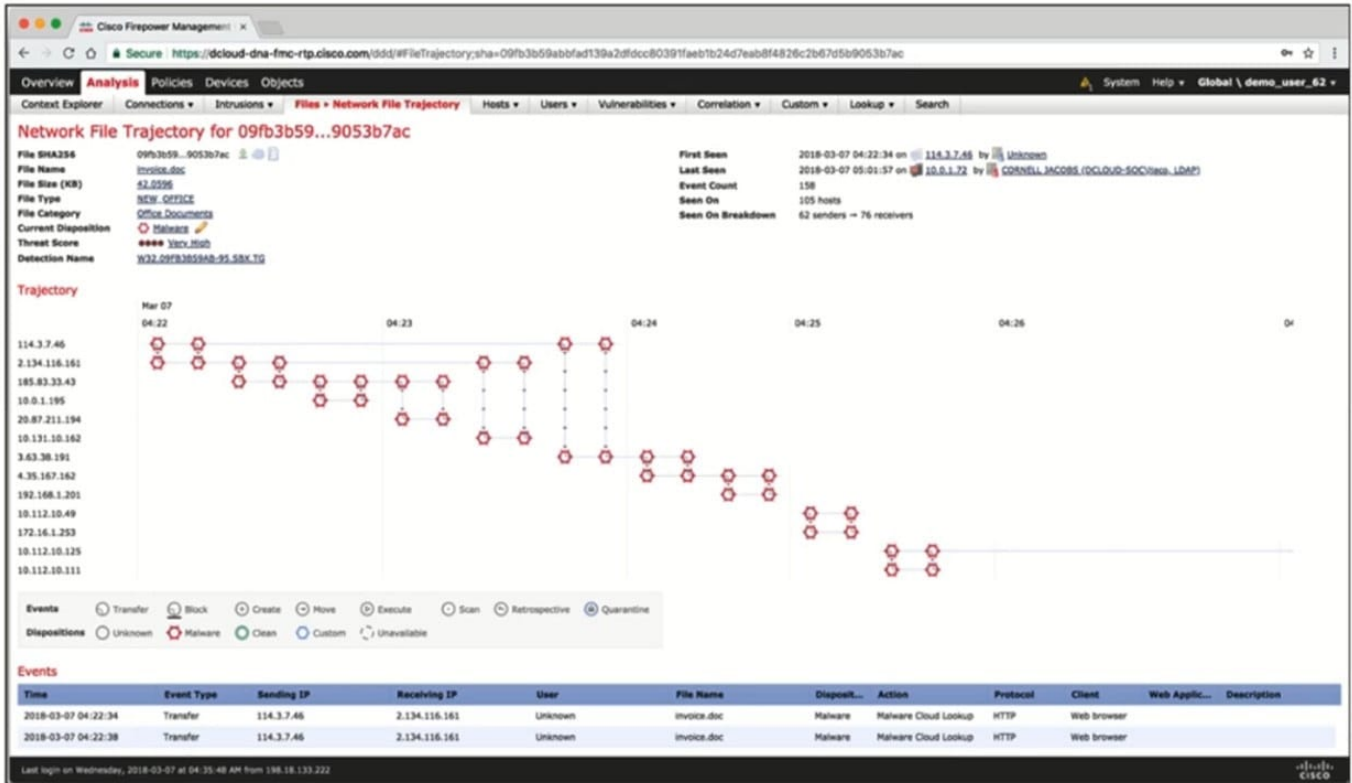 Cisco Firepower Management
Secure https://dcloud-dna-fmc-rtp.cisco.com/ddd/#FileTrajectory;sha=09fb3b59abbfad139a2dfdcc80391faeb1b24d7eab8f4826c2b67d5b9053b7ac
Overview Analysis Policies Devices Objects System Help Global \ demo_user_62
Context Explorer Connections Intrusions Files Network File Trajectory Hosts Users Vulnerabilities Correlation Custom Lookup Search
Network File Trajectory for 09fb3b59...9053b7ac
File SHA256 09fb3b59...9053b7ac
File Name invoice.doc
File Size (KB) 42.0596
File Type NEW_OFFICE
File Category Office Documents
Current Disposition Malware
Threat Score Very High
Detection Name W32.09FB3B59AB-95.SBX.TG
First Seen 2018-03-07 04:22:34 on 114.3.7.46 by Unknown
Last Seen 2018-03-07 05:01:57 on 10.0.1.72 by CORNELL JACOBS (DCLOUD-SOC\ LDAP)
Event Count 158
Seen On 105 hosts
Seen On Breakdown 62 senders → 76 receivers
Trajectory
Mar 07
04:22 04:23 04:24 04:25 04:26
114.3.7.46
2.134.116.161
185.83.33.43
10.0.1.195
20.87.211.194
10.131.10.162
3.63.38.191
4.35.167.162
192.168.1.201
10.112.10.49
172.16.1.253
10.112.10.125
10.112.10.111
Events Transfer Block Create Move Execute Scan Retrospective Quarantine
Dispositions Unknown Malware Clean Custom Unavailable
Events
Time Event Type Sending IP Receiving IP User File Name Disposit... Action Protocol Client Web Applic... Description
2018-03-07 04:22:34 Transfer 114.3.7.46 2.134.116.161 Unknown invoice.doc Malware Malware Cloud Lookup HTTP Web browser
2018-03-07 04:22:38 Transfer 114.3.7.46 2.134.116.161 Unknown invoice.doc Malware Malware Cloud Lookup HTTP Web browser
Last login on Wednesday, 2018-03-07 at 04:35:48 AM from 198.18.133.222
CISCO